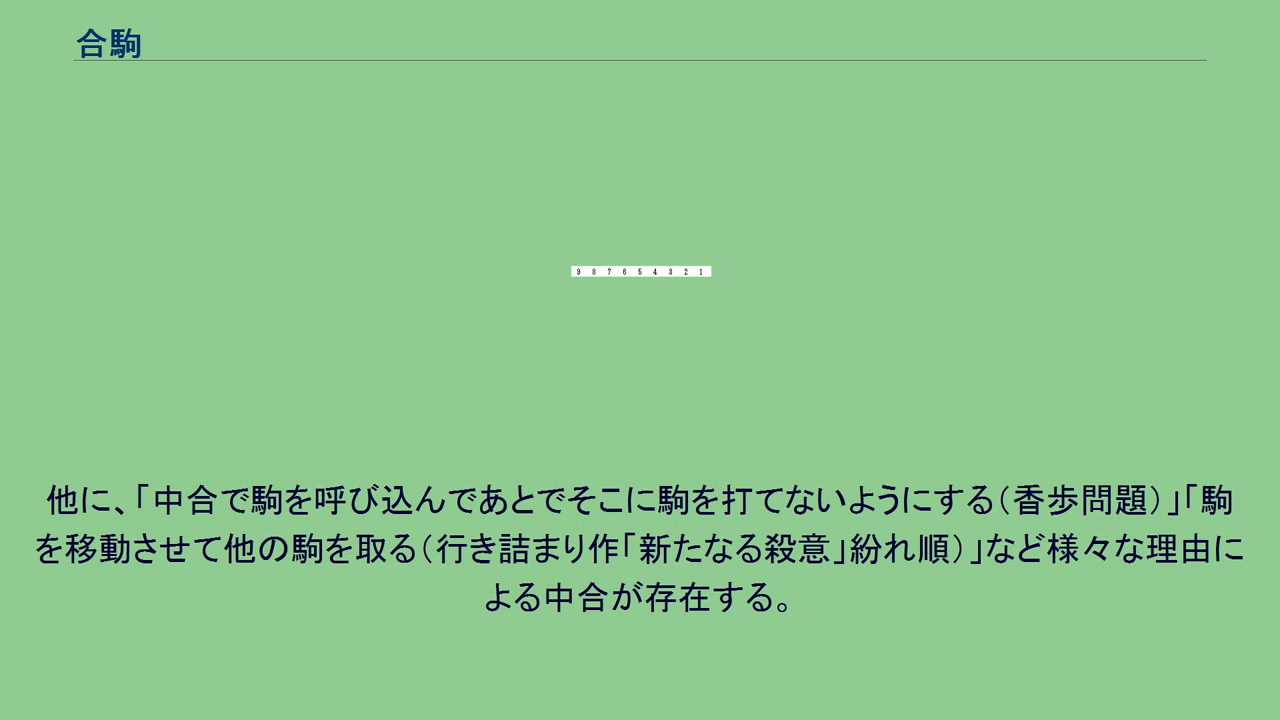 合駒
9 8 7 6 5 4 3 2 1
他に、「中合で駒を呼び込んであとでそこに駒を打てないようにする（香歩問題）」「駒
を移動させて他の駒を取る（行き詰まり作「新たなる殺意」紛れ順）」など様々な理由に
よる中合が存在する。